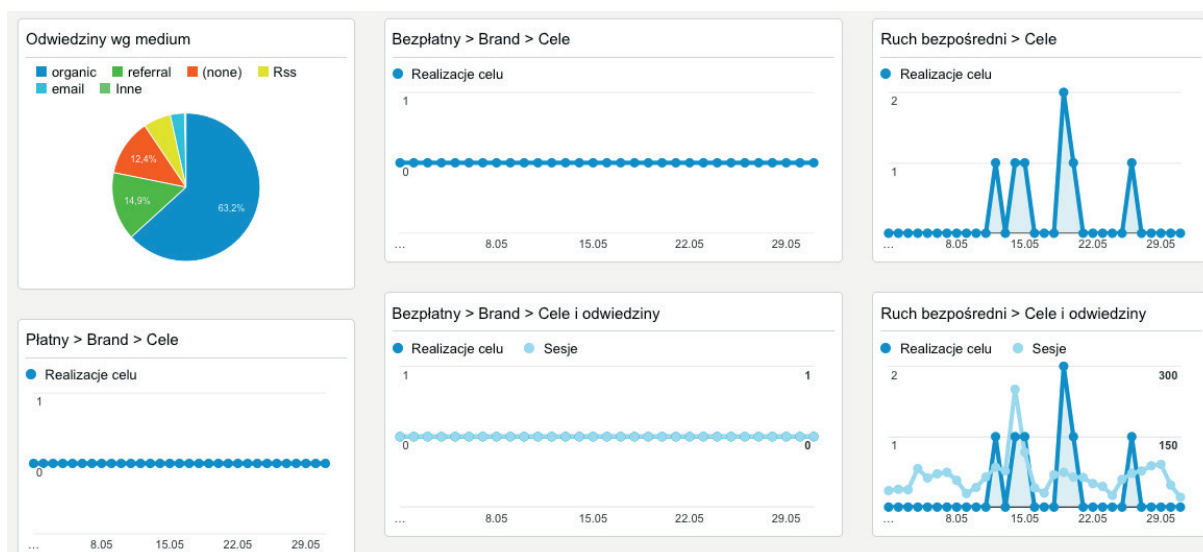 Odwiedziny wg medium
organic referral (none) Rss
email Inne
12,4%
14,9%
63,2%
Płatny > Brand > Cele
Realizacje celu
1
0
... 8.05 15.05 22.05 29.05
Bezpłatny > Brand > Cele
Realizacje celu
1
0
... 8.05 15.05 22.05 29.05
Bezpłatny > Brand > Cele i odwiedziny
Realizacje celu Sesje
1 1
0 0
... 8.05 15.05 22.05 29.05
Ruch bezpośredni > Cele
Realizacje celu
2
1
... 8.05 15.05 22.05 29.05
Ruch bezpośredni > Cele i odwiedziny
Realizacje celu Sesje
2 300
1 150
... 8.05 15.05 22.05 29.05